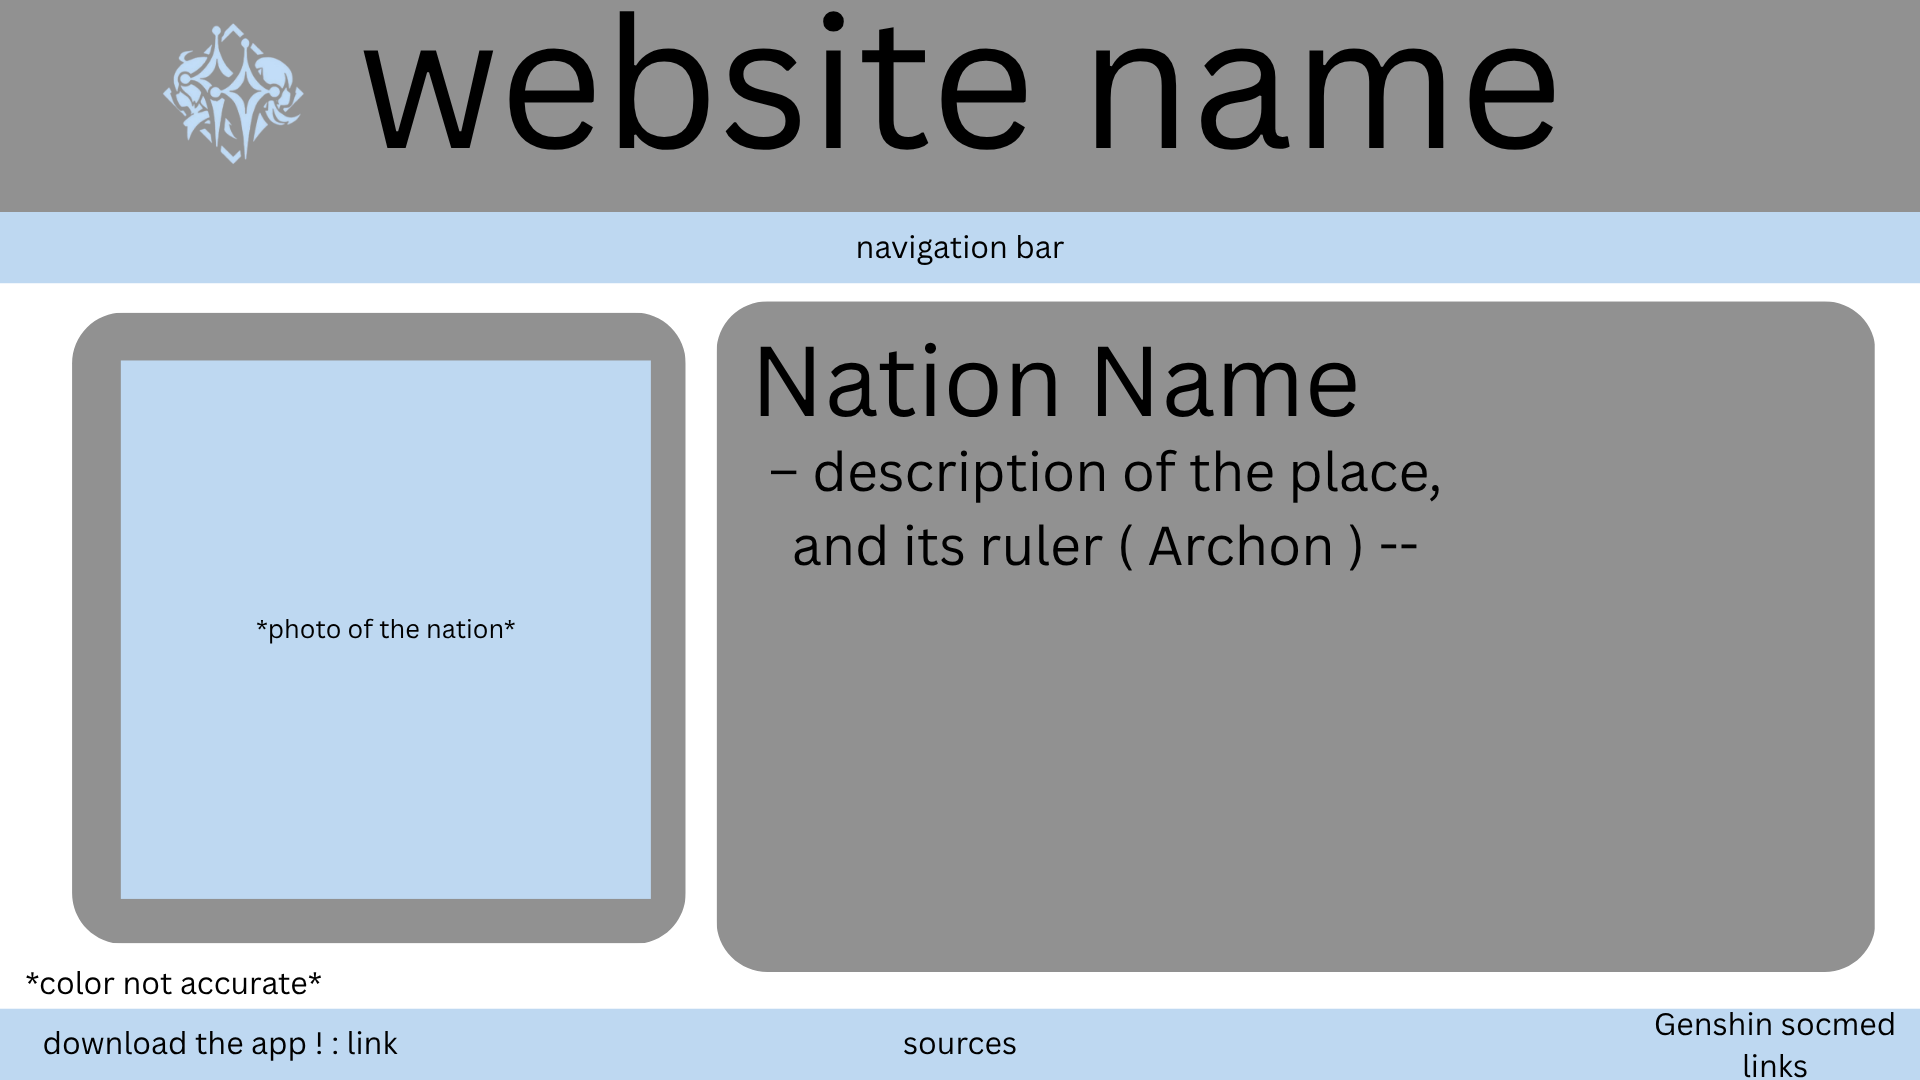 website name
navigation bar
Nation Name
– description of the place,
and its ruler ( Archon ) --
*photo of the nation*
*color not accurate*
download the app ! : link
sources
Genshin socmed
links